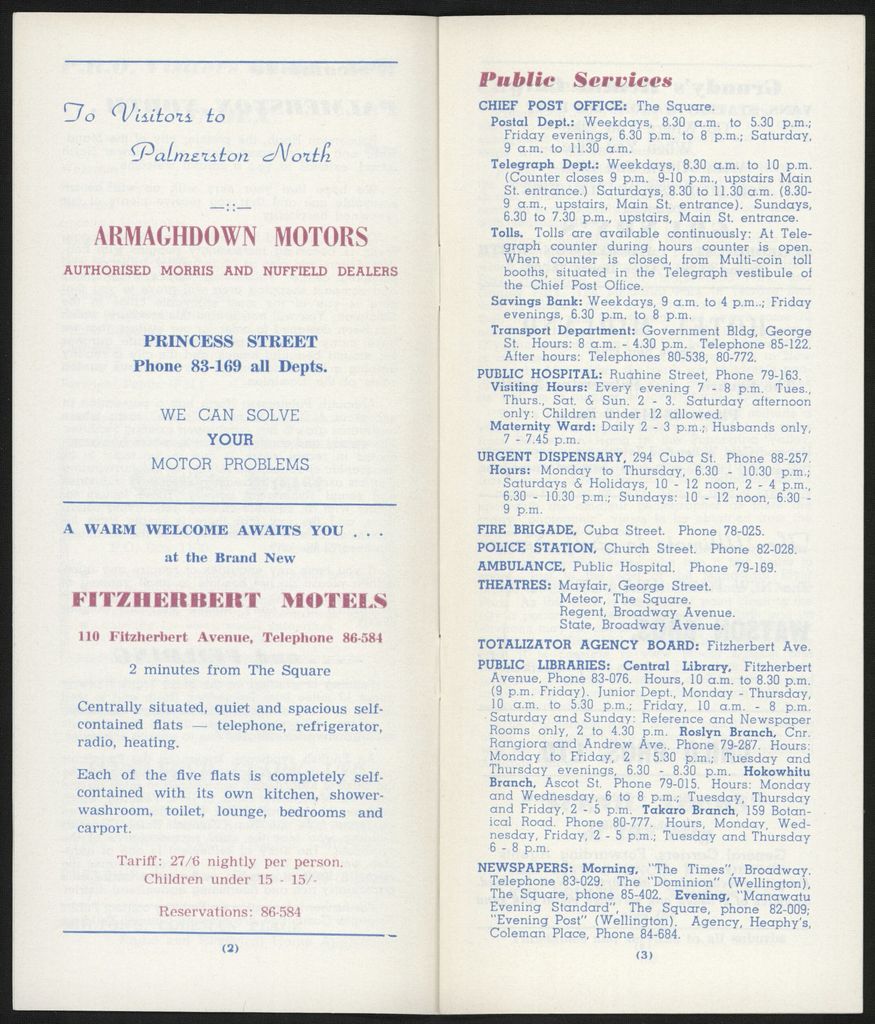 To Visitors to
Palmerston North
—::—
ARMAGHDOWN MOTORS
AUTHORISED MORRIS AND NUFFIELD DEALERS
PRINCESS STREET
Phone 83-169 all Depts.
WE CAN SOLVE
YOUR
MOTOR PROBLEMS
A WARM WELCOME AWAITS YOU . . .
at the Brand New
FITZHERBERT MOTELS
110 Fitzherbert Avenue, Telephone 86-584
2 minutes from The Square
Centrally situated, quiet and spacious self-
contained flats — telephone, refrigerator,
radio, heating.
Each of the five flats is completely self-
contained with its own kitchen, shower-
washroom, toilet, lounge, bedrooms and
carport.
Tariff: 27/6 nightly per person.
Children under 15 - 15/-
Reservations: 86-584
(2)
Public Services
CHIEF POST OFFICE: The Square.
Postal Dept.: Weekdays, 8.30 a.m. to 5.30 p.m.;
Friday evenings, 6.30 p.m. to 8 p.m.; Saturday,
9 a.m. to 11.30 a.m.
Telegraph Dept.: Weekdays, 8.30 a.m. to 10 p.m.
(Counter closes 9 p.m. 9-10 p.m., upstairs Main
St. entrance.) Saturdays, 8.30 to 11.30 a.m. (8.30-
9 a.m., upstairs, Main St. entrance). Sundays,
6.30 to 7.30 p.m., upstairs, Main St. entrance.
Tolls. Tolls are available continuously: At Tele-
graph counter during hours counter is open.
When counter is closed, from Multi-coin toll
booths, situated in the Telegraph vestibule of
the Chief Post Office.
Savings Bank: Weekdays, 9 a.m. to 4 p.m..; Friday
evenings, 6.30 p.m. to 8 p.m.
Transport Department: Government Bldg, George
St. Hours: 8 a.m. - 4.30 p.m. Telephone 85-122.
After hours: Telephones 80-538, 80-772.
PUBLIC HOSPITAL: Ruahine Street, Phone 79-163.
Visiting Hours: Every evening 7 - 8 p.m. Tues.,
Thurs., Sat. & Sun. 2 - 3. Saturday afternoon
only: Children under 12 allowed.
Maternity Ward: Daily 2 - 3 p.m.; Husbands only,
7 - 7.45 p.m.
URGENT DISPENSARY, 294 Cuba St. Phone 88-257.
Hours: Monday to Thursday, 6.30 - 10.30 p.m.;
Saturdays & Holidays, 10 - 12 noon, 2 - 4 p.m.,
6.30 - 10.30 p.m.; Sundays: 10 - 12 noon, 6.30 -
9 p.m.
FIRE BRIGADE, Cuba Street. Phone 78-025.
POLICE STATION, Church Street. Phone 82-028.
AMBULANCE, Public Hospital. Phone 79-169.
THEATRES: Mayfair, George Street.
Meteor, The Square.
Regent, Broadway Avenue.
State, Broadway Avenue.
TOTALIZATOR AGENCY BOARD: Fitzherbert Ave.
PUBLIC LIBRARIES: Central Library, Fitzherbert
Avenue, Phone 83-076. Hours, 10 a.m. to 8.30 p.m.
(9 p.m. Friday). Junior Dept., Monday - Thursday,
10 a.m. to 5.30 p.m.; Friday, 10 a.m. - 8 p.m.
Saturday and Sunday: Reference and Newspaper
Rooms only, 2 to 4.30 p.m. Roslyn Branch, Cnr.
Rangiora and Andrew Ave., Phone 79-287. Hours:
Monday to Friday, 2 - 5.30 p.m.; Tuesday and
Thursday evenings, 6.30 - 8.30 p.m. Hokowhitu
Branch, Ascot St. Phone 79-015. Hours: Monday
and Wednesday, 6 to 8 p.m.; Tuesday, Thursday
and Friday, 2 - 5 p.m. Takaro Branch, 159 Botan-
ical Road. Phone 80-777. Hours, Monday, Wed-
nesday, Friday, 2 - 5 p.m.; Tuesday and Thursday
6 - 8 p.m.
NEWSPAPERS: Morning, "The Times", Broadway.
Telephone 83-029. The "Dominion" (Wellington),
The Square, phone 85-402. Evening, "Manawatu
Evening Standard", The Square, phone 82-009;
"Evening Post" (Wellington). Agency, Heaphy's,
Coleman Place, Phone 84-684.
(3)